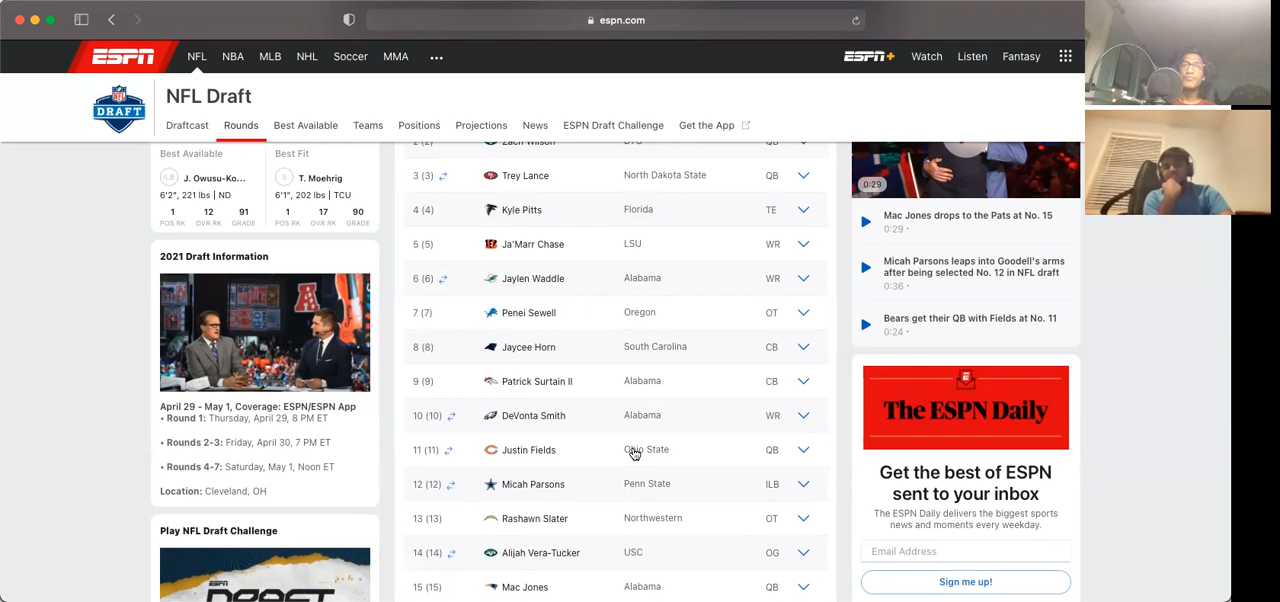 espn.com
ESPN NFL NBA MLB NHL Soccer MMA ••• ESPN+ Watch Listen Fantasy
NFL DRAFT
NFL Draft
Draftcast Rounds Best Available Teams Positions Projections News ESPN Draft Challenge Get the App
Best Available Best Fit
ILB J. Owusu-Ko... S T. Moehrig
6'2", 221 lbs | ND 6'1", 202 lbs | TCU
1 12 91 1 17 90
POS RK OVR RK GRADE POS RK OVR RK GRADE
2021 Draft Information
April 29 - May 1, Coverage: ESPN/ESPN App
• Round 1: Thursday, April 29, 8 PM ET
• Rounds 2-3: Friday, April 30, 7 PM ET
• Rounds 4-7: Saturday, May 1, Noon ET
Location: Cleveland, OH
Play NFL Draft Challenge
ESPN
DRAFT
2 (2) Zach Wilson BYU QB
3 (3) Trey Lance North Dakota State QB
4 (4) Kyle Pitts Florida TE
5 (5) Ja'Marr Chase LSU WR
6 (6) Jaylen Waddle Alabama WR
7 (7) Penei Sewell Oregon OT
8 (8) Jaycee Horn South Carolina CB
9 (9) Patrick Surtain II Alabama CB
10 (10) DeVonta Smith Alabama WR
11 (11) Justin Fields Ohio State QB
12 (12) Micah Parsons Penn State ILB
13 (13) Rashawn Slater Northwestern OT
14 (14) Alijah Vera-Tucker USC OG
15 (15) Mac Jones Alabama QB
0:29
Mac Jones drops to the Pats at No. 15
0:29 •
Micah Parsons leaps into Goodell's arms
after being selected No. 12 in NFL draft
0:36 •
Bears get their QB with Fields at No. 11
0:24 •
The ESPN Daily
Get the best of ESPN
sent to your inbox
The ESPN Daily delivers the biggest sports
news and moments every weekday.
Email Address
Sign me up!